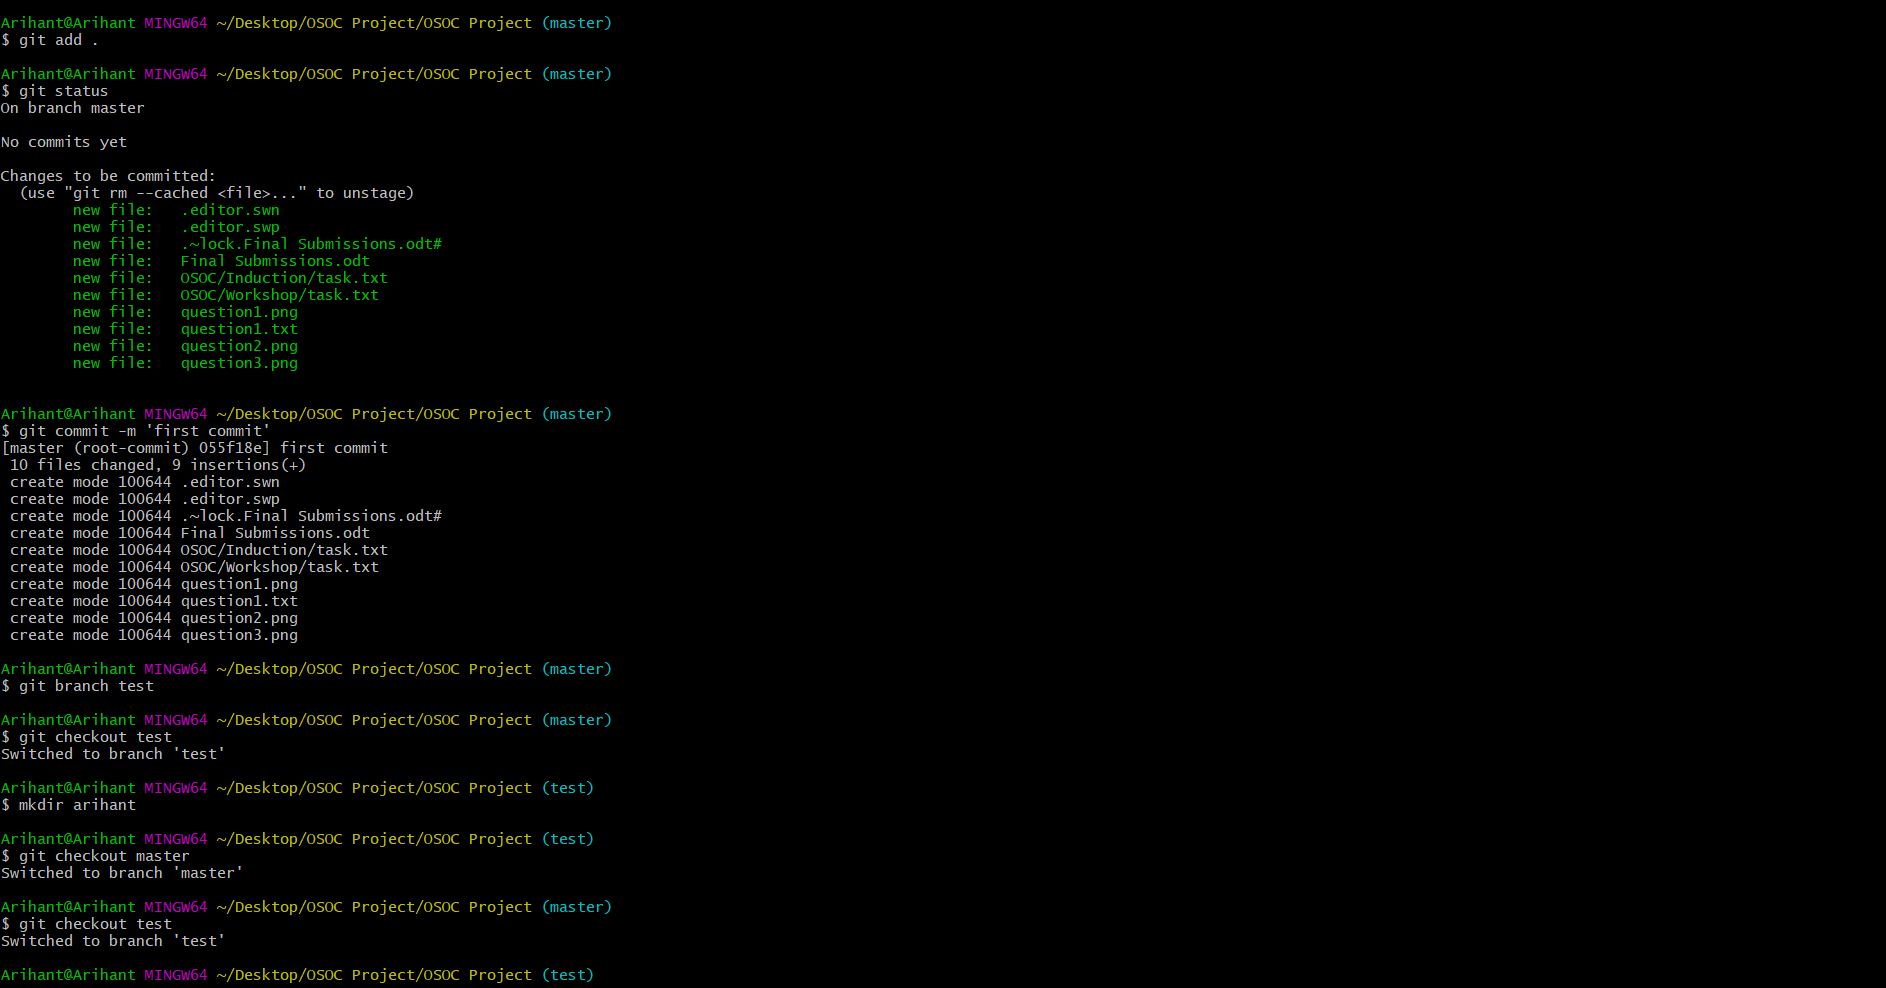 Arihant@Arihant MINGW64 ~/Desktop/OSOC Project/OSOC Project (master)
$ git add .
Arihant@Arihant MINGW64 ~/Desktop/OSOC Project/OSOC Project (master)
$ git status
On branch master
No commits yet
Changes to be committed:
  (use "git rm --cached <file>..." to unstage)
        new file:   .editor.swn
        new file:   .editor.swp
        new file:   .~lock.Final Submissions.odt#
        new file:   Final Submissions.odt
        new file:   OSOC/Induction/task.txt
        new file:   OSOC/Workshop/task.txt
        new file:   question1.png
        new file:   question1.txt
        new file:   question2.png
        new file:   question3.png
Arihant@Arihant MINGW64 ~/Desktop/OSOC Project/OSOC Project (master)
$ git commit -m 'first commit'
[master (root-commit) 055f18e] first commit
 10 files changed, 9 insertions(+)
 create mode 100644 .editor.swn
 create mode 100644 .editor.swp
 create mode 100644 .~lock.Final Submissions.odt#
 create mode 100644 Final Submissions.odt
 create mode 100644 OSOC/Induction/task.txt
 create mode 100644 OSOC/Workshop/task.txt
 create mode 100644 question1.png
 create mode 100644 question1.txt
 create mode 100644 question2.png
 create mode 100644 question3.png
Arihant@Arihant MINGW64 ~/Desktop/OSOC Project/OSOC Project (master)
$ git branch test
Arihant@Arihant MINGW64 ~/Desktop/OSOC Project/OSOC Project (master)
$ git checkout test
Switched to branch 'test'
Arihant@Arihant MINGW64 ~/Desktop/OSOC Project/OSOC Project (test)
$ mkdir arihant
Arihant@Arihant MINGW64 ~/Desktop/OSOC Project/OSOC Project (test)
$ git checkout master
Switched to branch 'master'
Arihant@Arihant MINGW64 ~/Desktop/OSOC Project/OSOC Project (master)
$ git checkout test
Switched to branch 'test'
Arihant@Arihant MINGW64 ~/Desktop/OSOC Project/OSOC Project (test)